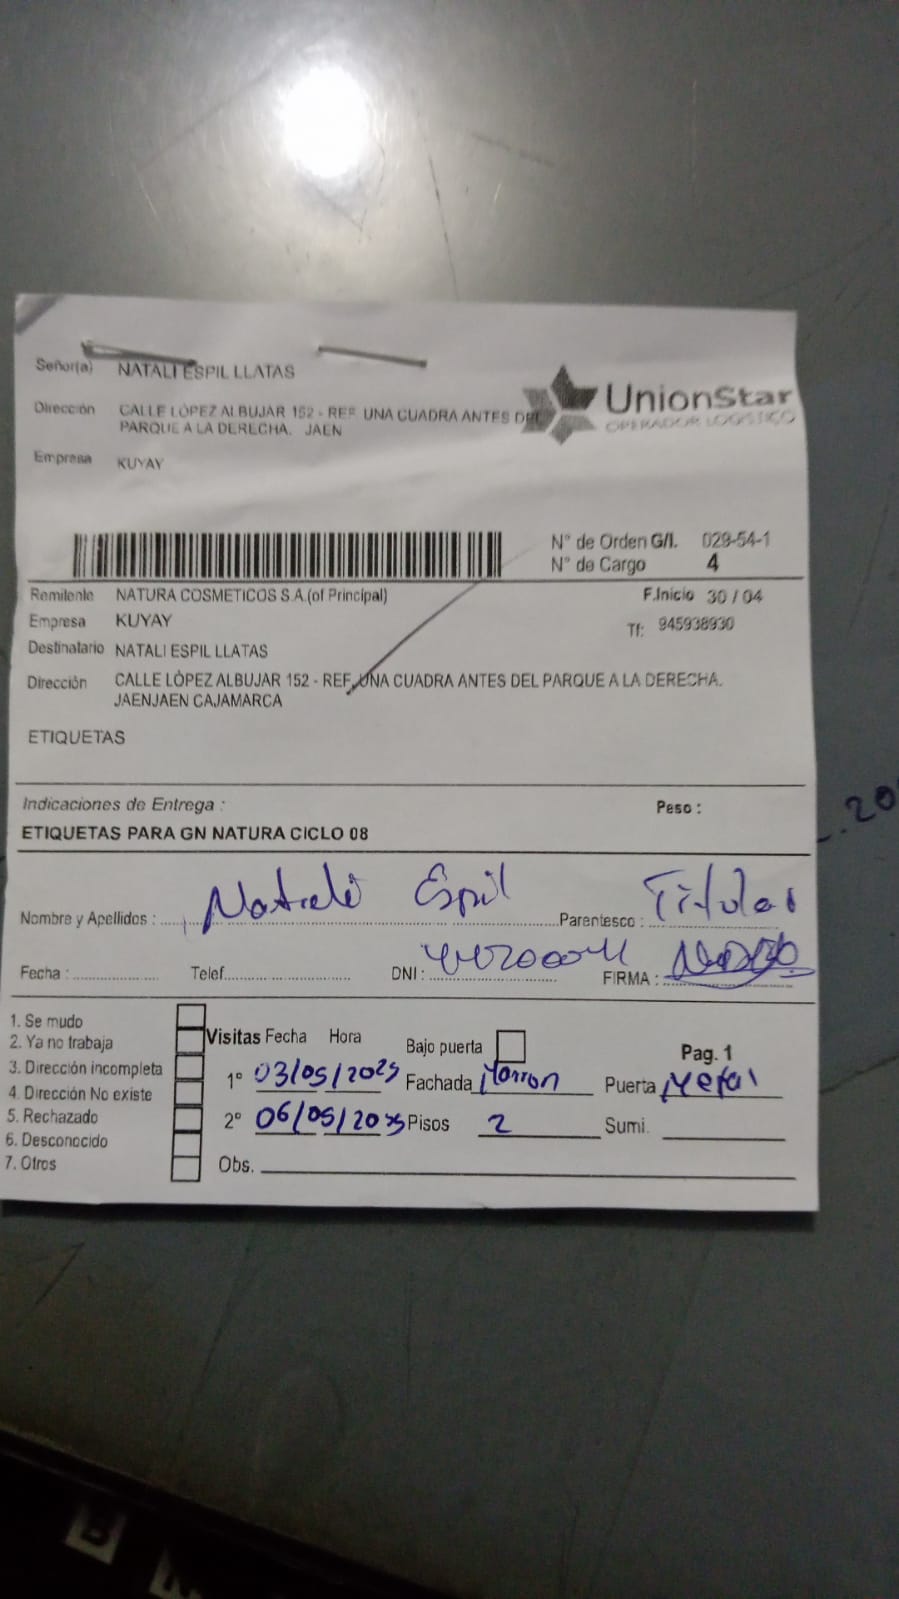 Señor(a) NATALI ESPIL LLATAS
Dirección CALLE LÓPEZ ALBUJAR 152 - REF. UNA CUADRA ANTES DEL
PARQUE A LA DERECHA. JAEN
Empresa KUYAY
UnionStar
OPERADOR LOGISTICO
N° de Orden G/I. 029-54-1
N° de Cargo 4
Remitente NATURA COSMETICOS S.A.(of Principal)
F.Inicio 30 / 04
Empresa KUYAY
Tf: 945938930
Destinatario NATALI ESPIL LLATAS
Dirección CALLE LÓPEZ ALBUJAR 152 - REF. UNA CUADRA ANTES DEL PARQUE A LA DERECHA.
JAENJAEN CAJAMARCA
ETIQUETAS
Indicaciones de Entrega : Peso :
ETIQUETAS PARA GN NATURA CICLO 08
Nombre y Apellidos : Natali Espil Parentesco : Titular
Fecha : Telef. DNI : FIRMA :
1. Se mudo
2. Ya no trabaja
3. Dirección incompleta
4. Dirección No existe
5. Rechazado
6. Desconocido
7. Otros
Visitas Fecha Hora Bajo puerta Pag. 1
1° 03/05/2025 Fachada Marron Puerta Metal
2° 06/05/2025 Pisos 2 Sumi.
Obs.